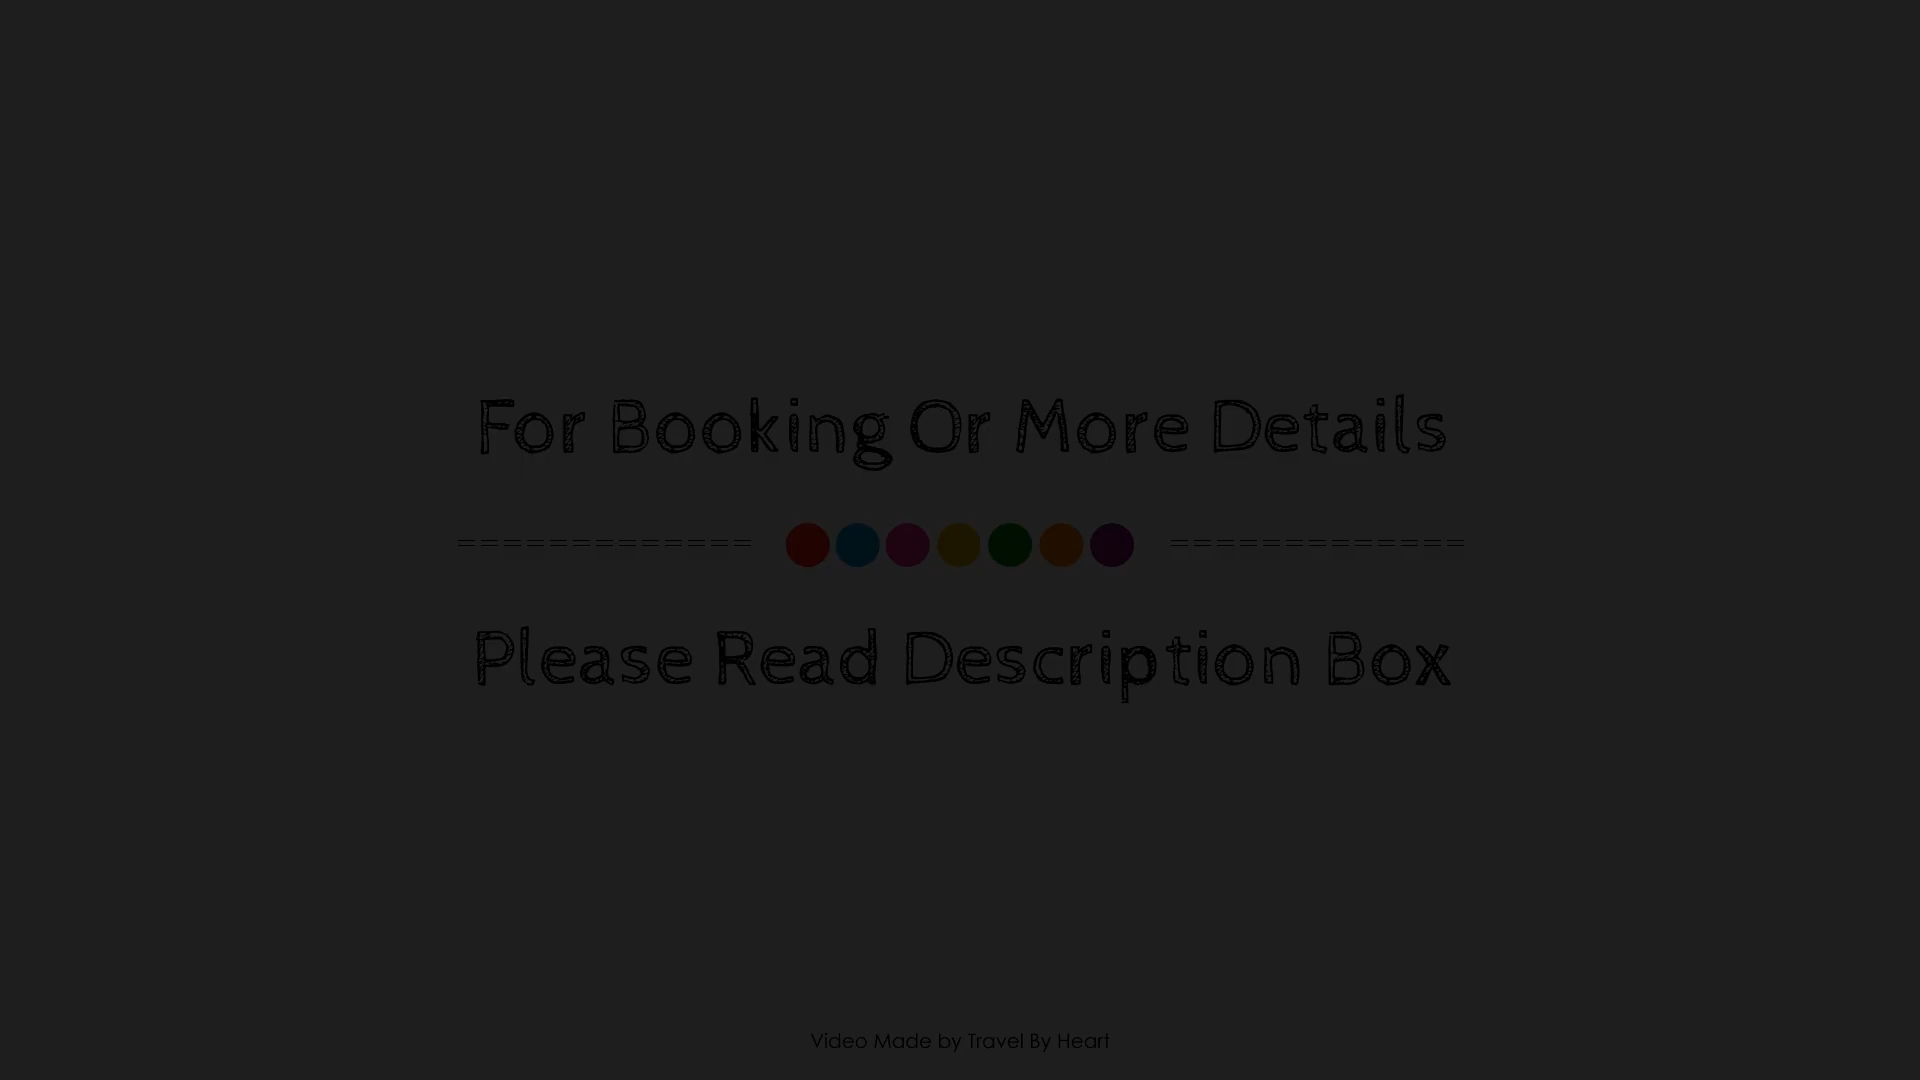 For Booking Or More Details
============= =============
Please Read Description Box
Video Made by Travel By Heart